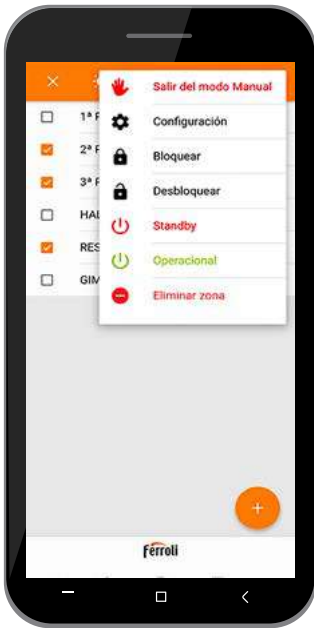 Salir del modo Manual
1ª
Configuración
2ª
Bloquear
3ª
Desbloquear
HAL
Standby
RES
Operacional
GIM
Eliminar zona
+
ferroli